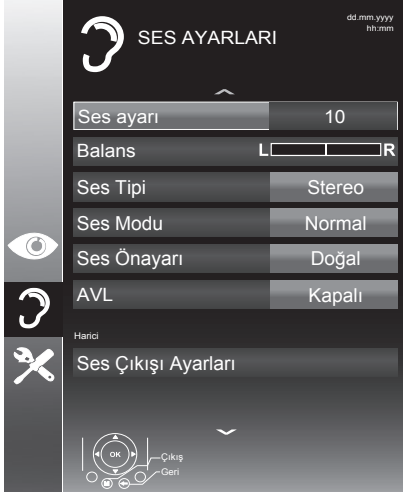 SES AYARLARI
dd.mm.yyyy
hh:mm
Ses ayarı 10
Balans L R
Ses Tipi Stereo
Ses Modu Normal
Ses Önayarı Doğal
AVL Kapalı
Harici
Ses Çıkışı Ayarları
OK
Çıkış
M
Geri